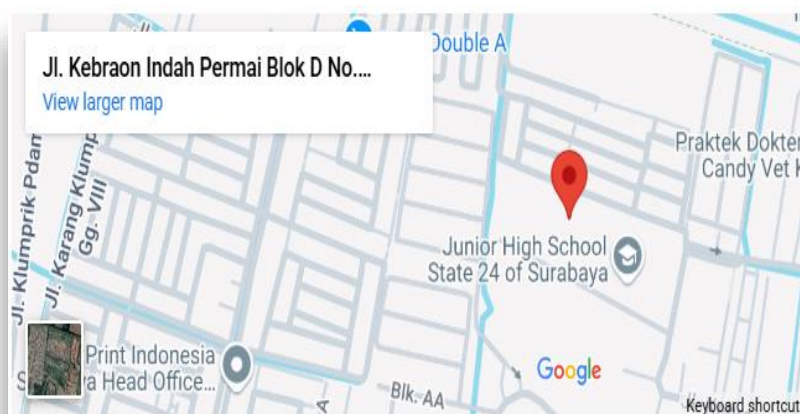 Jl. Kebraon Indah Permai Blok D No....
View larger map
Double A
Praktek Dokter
Candy Vet
Jl. Klumprik Pdam
Jl. Karang Klump
Gg. VIII
Junior High School
State 24 of Surabaya
Print Indonesia
Head Office...
Google
Blk. AA
Keyboard shortcut